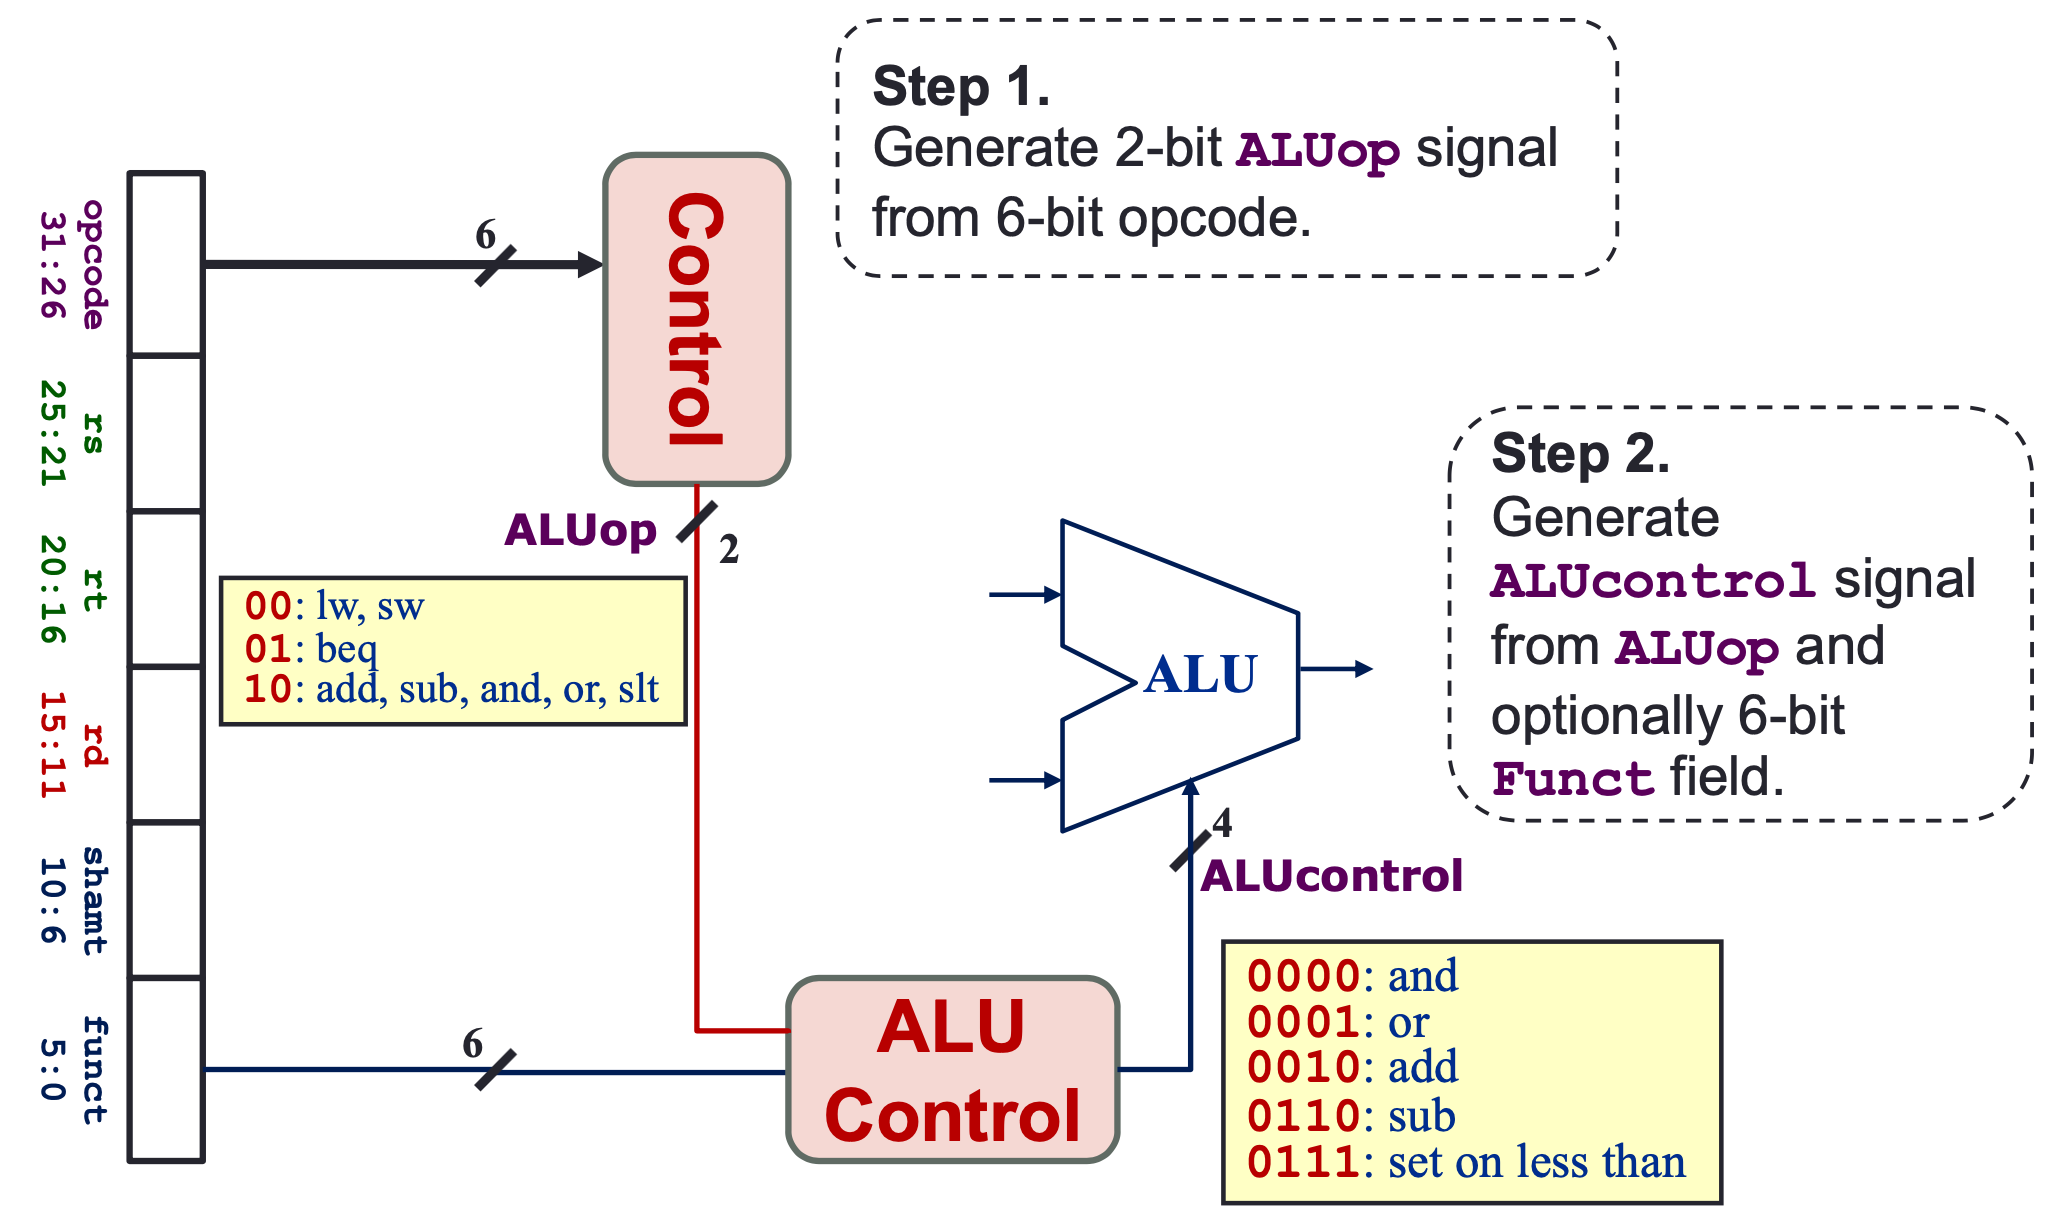 Step 1.
Generate 2-bit ALUop signal
from 6-bit opcode.
opcode
31:26
rs
25:21
rt
20:16
rd
15:11
shamt
10:6
funct
5:0
6
Control
ALUop
2
00: lw, sw
01: beq
10: add, sub, and, or, slt
ALU
Step 2.
Generate
ALUcontrol signal
from ALUop and
optionally 6-bit
Funct field.
4
ALUcontrol
6
ALU
Control
0000: and
0001: or
0010: add
0110: sub
0111: set on less than